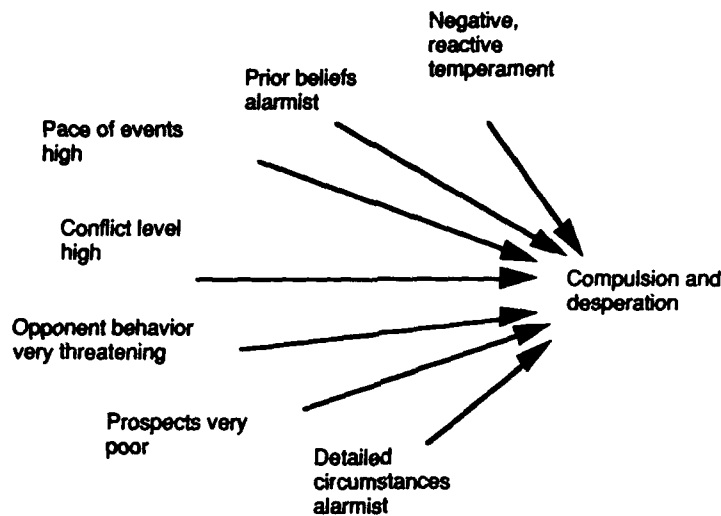 Negative,
reactive
temperament
Prior beliefs
alarmist
Pace of events
high
Conflict level
high
Compulsion and
desperation
Opponent behavior
very threatening
Prospects very
poor
Detailed
circumstances
alarmist